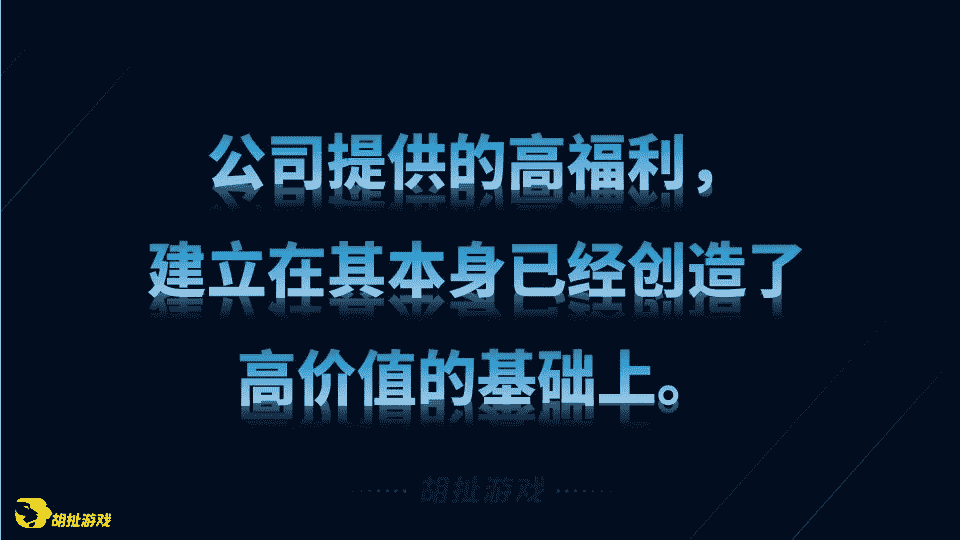 公司提供的高福利，
建立在其本身已经创造了
高价值的基础上。
胡扯游戏
胡扯游戏